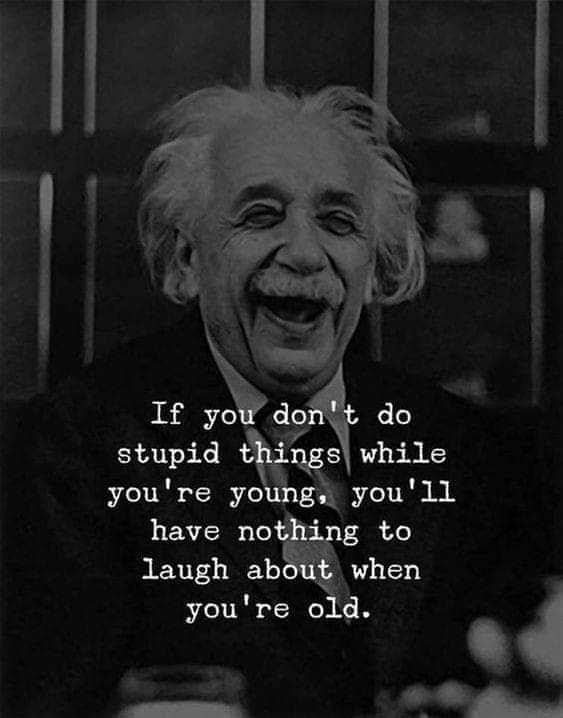 If you don't do
stupid things while
you're young, you'll
have nothing to
laugh about when
you're old.